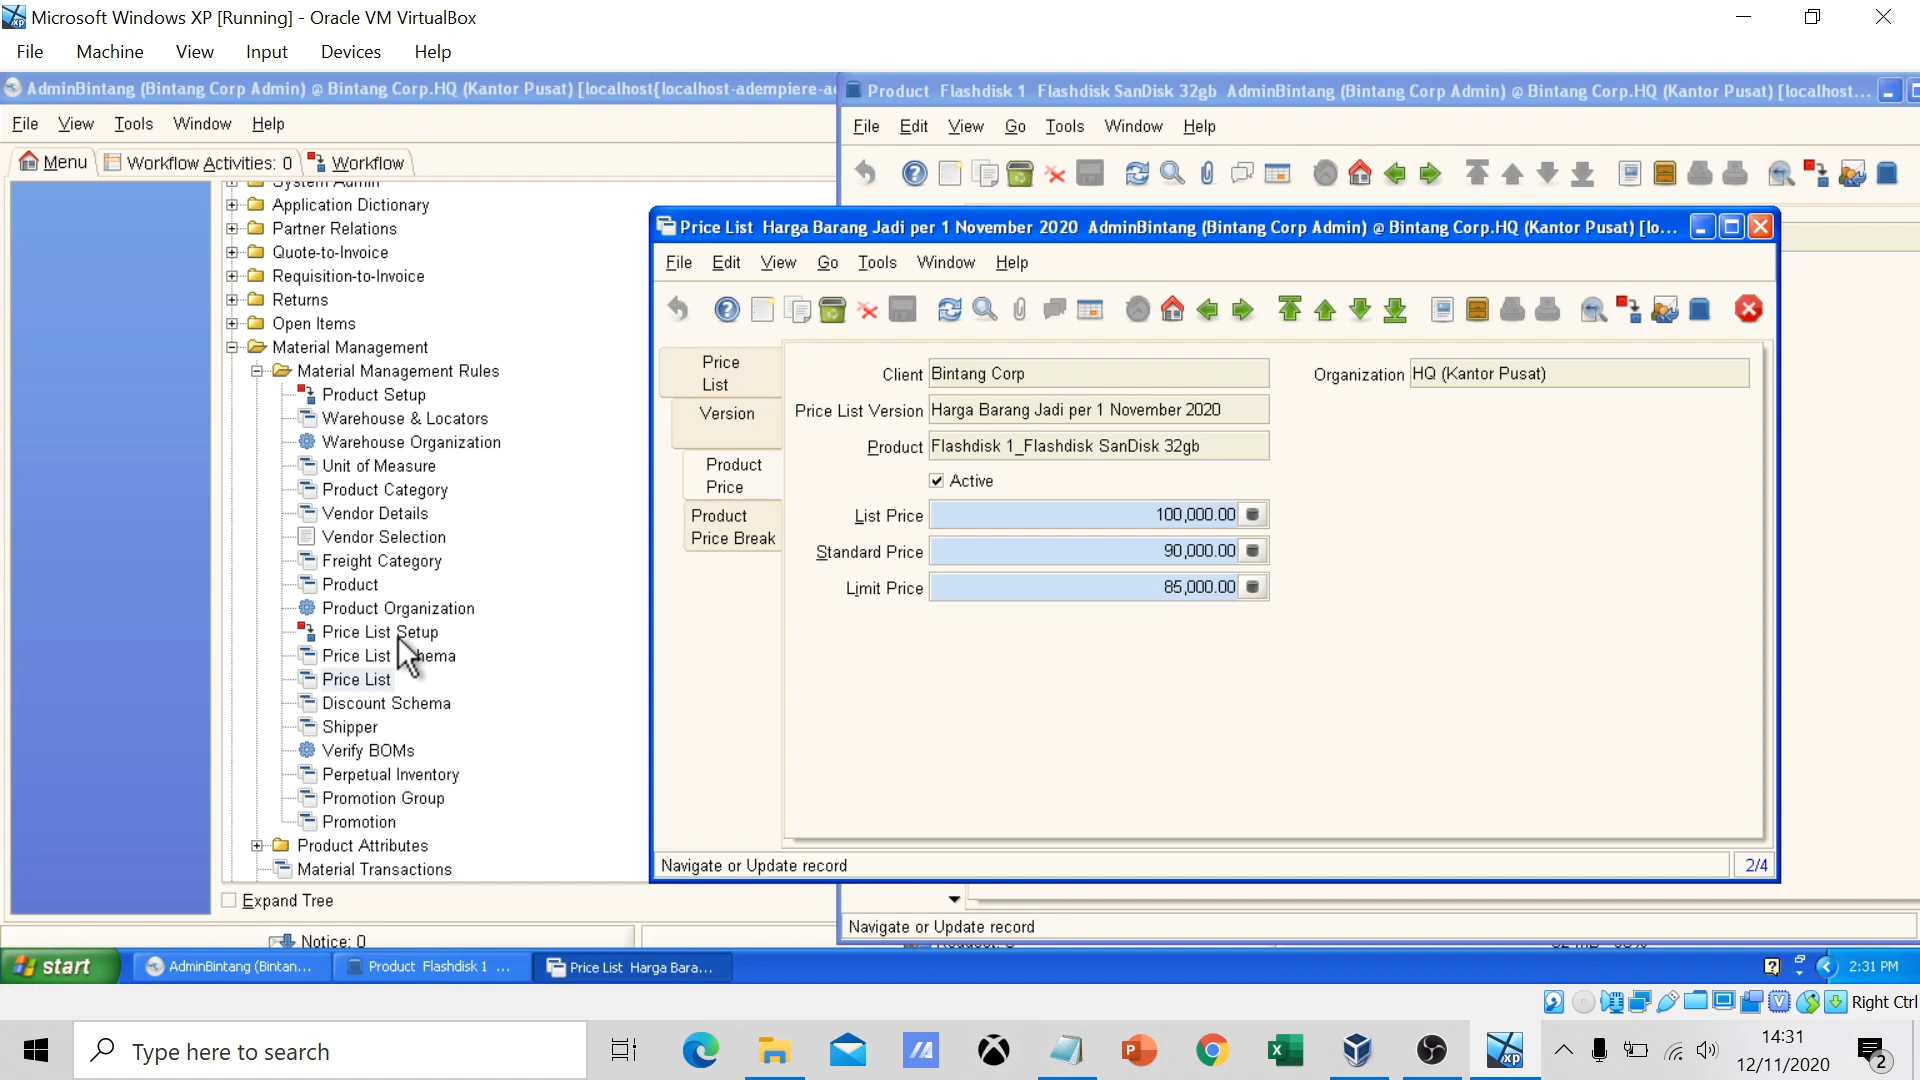 Microsoft Windows XP [Running] - Oracle VM VirtualBox
File Machine View Input Devices Help
AdminBintang (Bintang Corp Admin) @ Bintang Corp.HQ (Kantor Pusat) [localhost{localhost-adempiere-a
File View Tools Window Help
Menu Workflow Activities: 0 Workflow
System Admin
Application Dictionary
Partner Relations
Quote-to-Invoice
Requisition-to-Invoice
Returns
Open Items
Material Management
Material Management Rules
Product Setup
Warehouse & Locators
Warehouse Organization
Unit of Measure
Product Category
Vendor Details
Vendor Selection
Freight Category
Product
Product Organization
Price List Setup
Price List hema
Price List
Discount Schema
Shipper
Verify BOMs
Perpetual Inventory
Promotion Group
Promotion
Product Attributes
Material Transactions
Expand Tree
Notice: 0
Product Flashdisk 1 Flashdisk SanDisk 32gb AdminBintang (Bintang Corp Admin) @ Bintang Corp.HQ (Kantor Pusat) [localhost...
File Edit View Go Tools Window Help
Price List Harga Barang Jadi per 1 November 2020 AdminBintang (Bintang Corp Admin) @ Bintang Corp.HQ (Kantor Pusat) [lo...
File Edit View Go Tools Window Help
Price
List
Version
Product
Price
Product
Price Break
Client Bintang Corp Organization HQ (Kantor Pusat)
Price List Version Harga Barang Jadi per 1 November 2020
Product Flashdisk 1_Flashdisk SanDisk 32gb
Active
List Price 100,000.00
Standard Price 90,000.00
Limit Price 85,000.00
Navigate or Update record 2/4
Navigate or Update record
start AdminBintang (Bintan... Product Flashdisk 1 ... Price List Harga Bara... 2:31 PM
Right Ctrl
Type here to search
14:31
12/11/2020
2